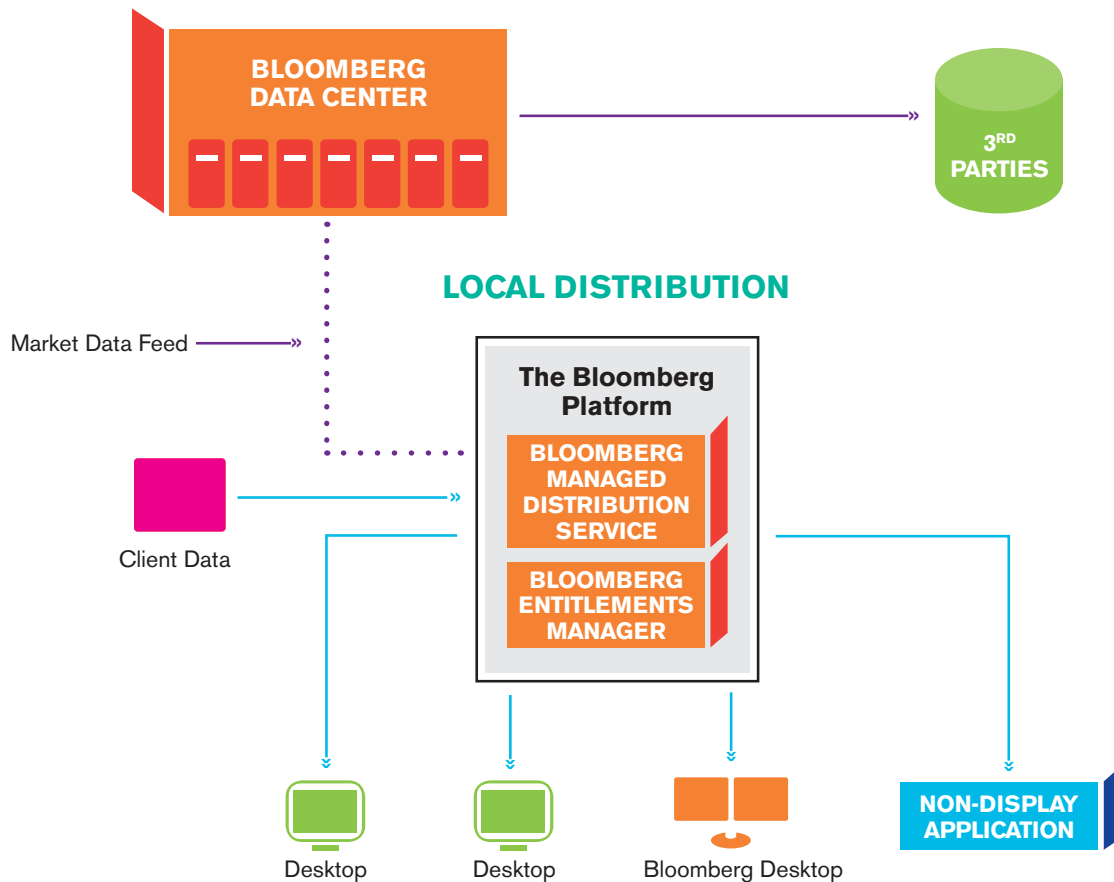 BLOOMBERG
DATA CENTER
3RD
PARTIES
LOCAL DISTRIBUTION
Market Data Feed
The Bloomberg
Platform
BLOOMBERG
MANAGED
DISTRIBUTION
SERVICE
Client Data
BLOOMBERG
ENTITLEMENTS
MANAGER
NON-DISPLAY
APPLICATION
Desktop
Desktop
Bloomberg Desktop